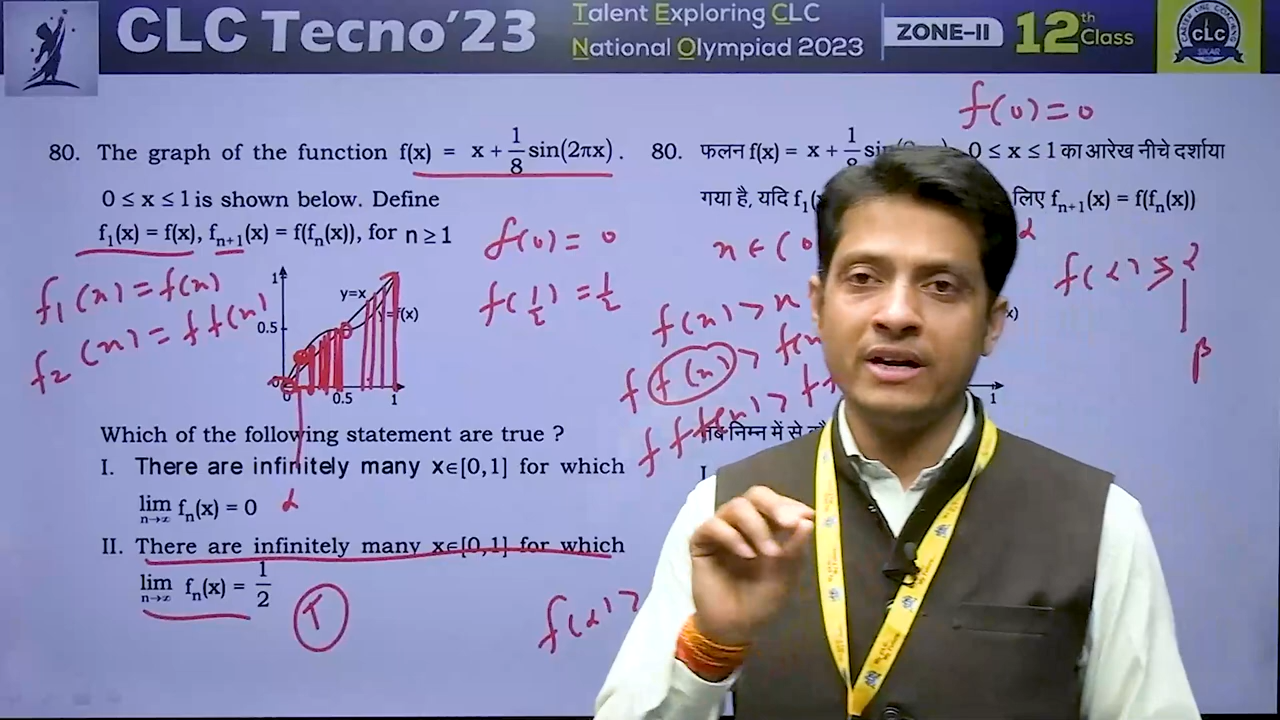 CLC Tecno'23
Talent Exploring CLC
National Olympiad 2023
ZONE–II
12th Class
CLC
SIKAR
f(0)=0
80. The graph of the function f(x) = x + 1/8 sin(2πx).
0 ≤ x ≤ 1 is shown below. Define
f₁(x) = f(x), fₙ₊₁(x) = f(fₙ(x)), for n ≥ 1
f₁(x) = f(x)
f₂(x) = f f(x)
f(0) = 0
f(1/2) = 1/2
1
y=x
f(x)
0.5
0 0.5 1
Which of the following statement are true ?
I. There are infinitely many x∈[0,1] for which
lim n→∞ fₙ(x) = 0
α
II. There are infinitely many x∈[0,1] for which
lim n→∞ fₙ(x) = 1/2
T
80. फलन f(x) = x + 1/8 0 ≤ x ≤ 1 का आरेख नीचे दर्शाया
गया है, यदि लिए fₙ₊₁(x) = f(fₙ(x))
x ∈ (0
f(x) > x
f f(x) >
f f f(x) >
f(α) >
β
x)
1
I.